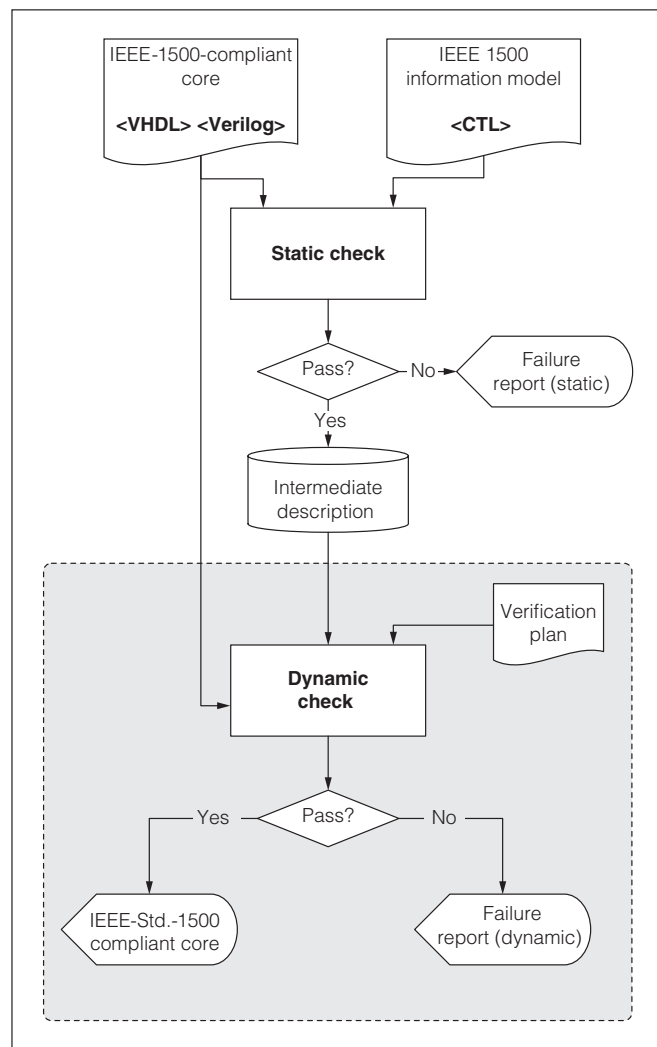 IEEE-1500-compliant
core
<VHDL> <Verilog>
IEEE 1500
information model
<CTL>
Static check
Pass?
No
Failure
report (static)
Yes
Intermediate
description
Verification
plan
Dynamic
check
Yes
Pass?
No
IEEE-Std.-1500
compliant core
Failure
report (dynamic)